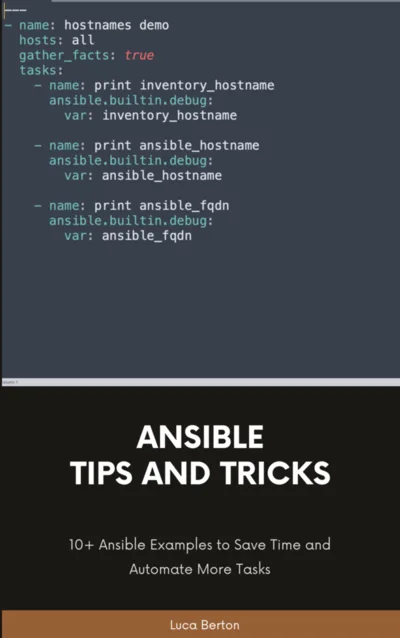 ---
- name: hostnames demo
  hosts: all
  gather_facts: true
  tasks:
    - name: print inventory_hostname
      ansible.builtin.debug:
        var: inventory_hostname

    - name: print ansible_hostname
      ansible.builtin.debug:
        var: ansible_hostname

    - name: print ansible_fqdn
      ansible.builtin.debug:
        var: ansible_fqdn
ANSIBLE
TIPS AND TRICKS
10+ Ansible Examples to Save Time and
Automate More Tasks
Luca Berton